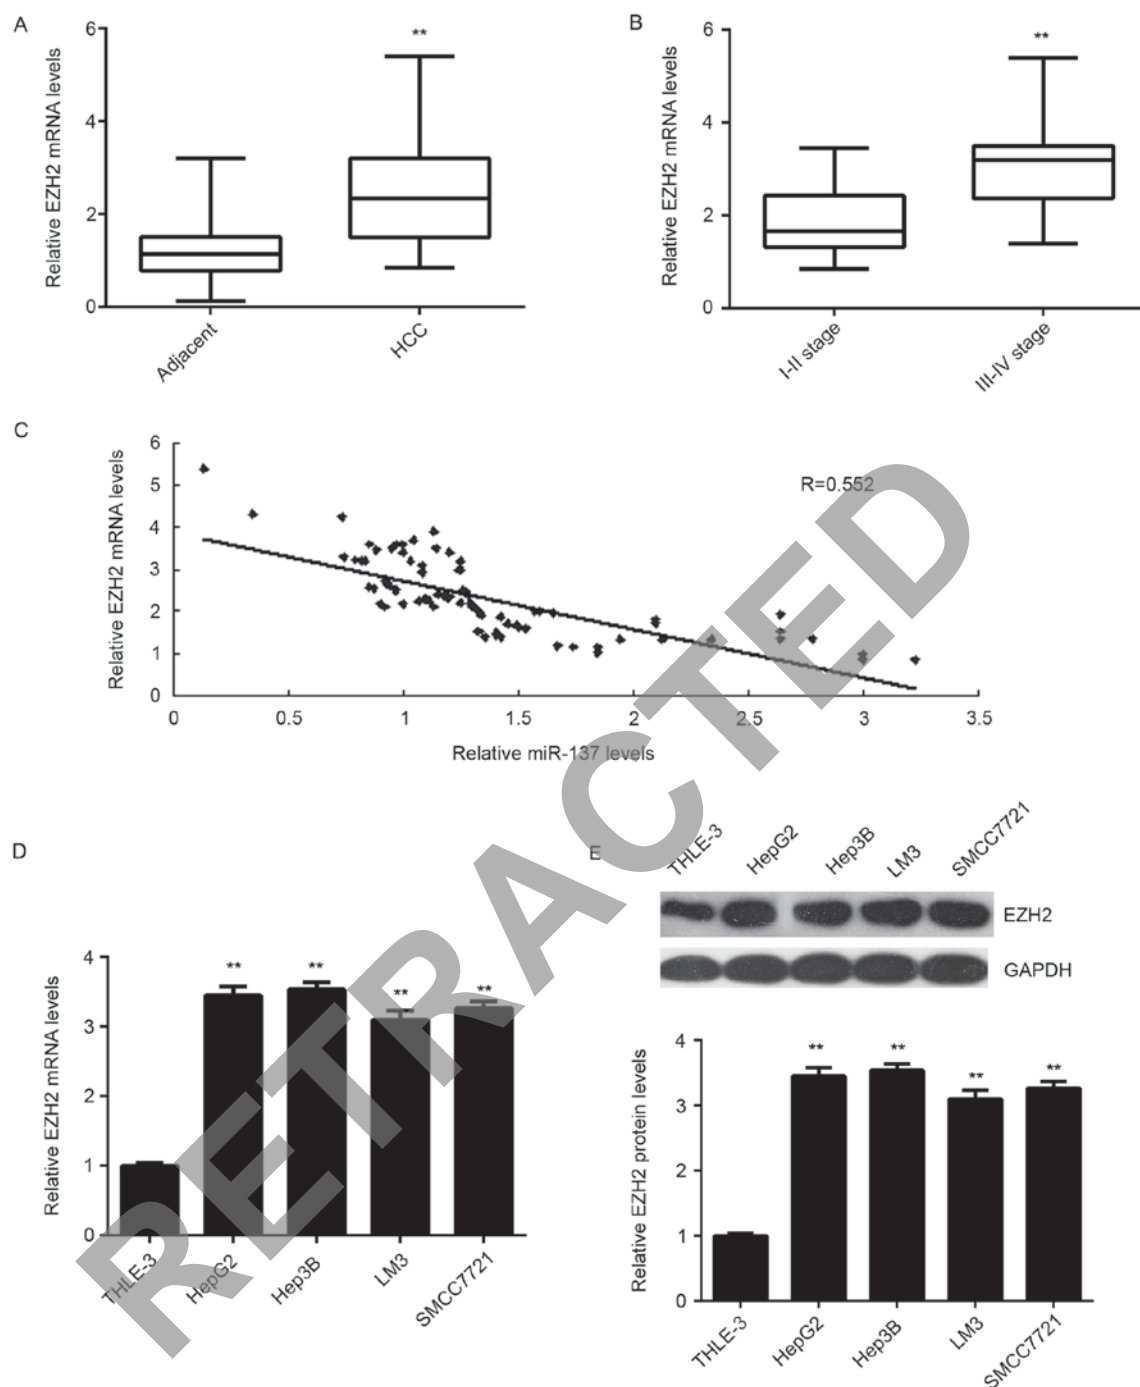 A
Relative EZH2 mRNA levels
6
4
2
0
**
Adjacent
HCC
B
Relative EZH2 mRNA levels
6
4
2
0
**
I-II stage
III-IV stage
C
Relative EZH2 mRNA levels
6
5
4
3
2
1
0
R=0.552
0
0.5
1
1.5
2
2.5
3
3.5
Relative miR-137 levels
D
Relative EZH2 mRNA levels
4
3
2
1
0
**
**
**
**
THLE-3
HepG2
Hep3B
LM3
SMCC7721
E
THLE-3
HepG2
Hep3B
LM3
SMCC7721
EZH2
GAPDH
Relative EZH2 protein levels
4
3
2
1
0
**
**
**
**
THLE-3
HepG2
Hep3B
LM3
SMCC7721
RETRACTED